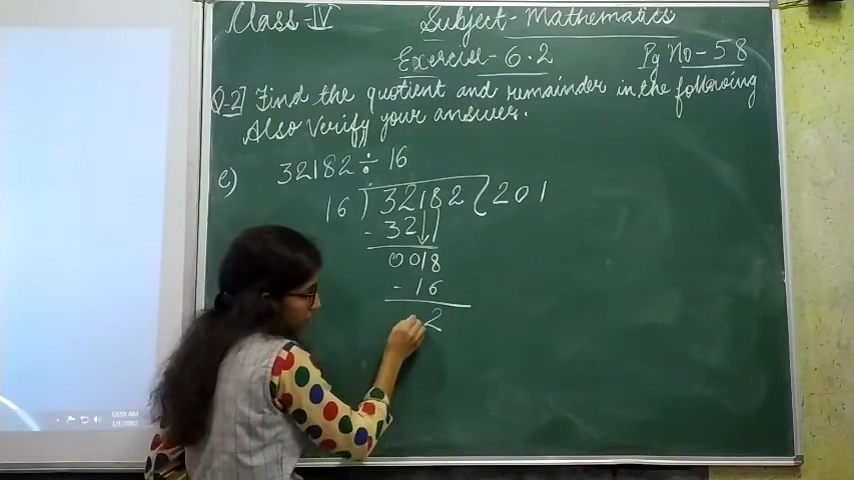 Class-IV
Subject-Mathematics
Exercise-6.2
Pg No-58
Q-2] Find the quotient and remainder in the following
Also Verify your answer.
e) 32182 ÷ 16
16 ) 32182 ( 201
- 32
0018
- 16
2